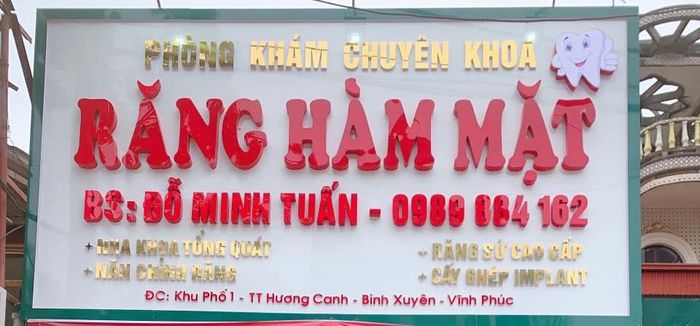 PHÒNG KHÁM CHUYÊN KHOA
RĂNG HÀM MẶT
BS: ĐỖ MINH TUẤN - 0989 884 162
+ NHA KHOA TỔNG QUÁT
+ NẮN CHỈNH RĂNG
- RĂNG SỨ CAO CẤP
+ CẤY GHÉP IMPLANT
ĐC: Khu Phố 1 - TT Hương Canh - Bình Xuyên - Vĩnh Phúc